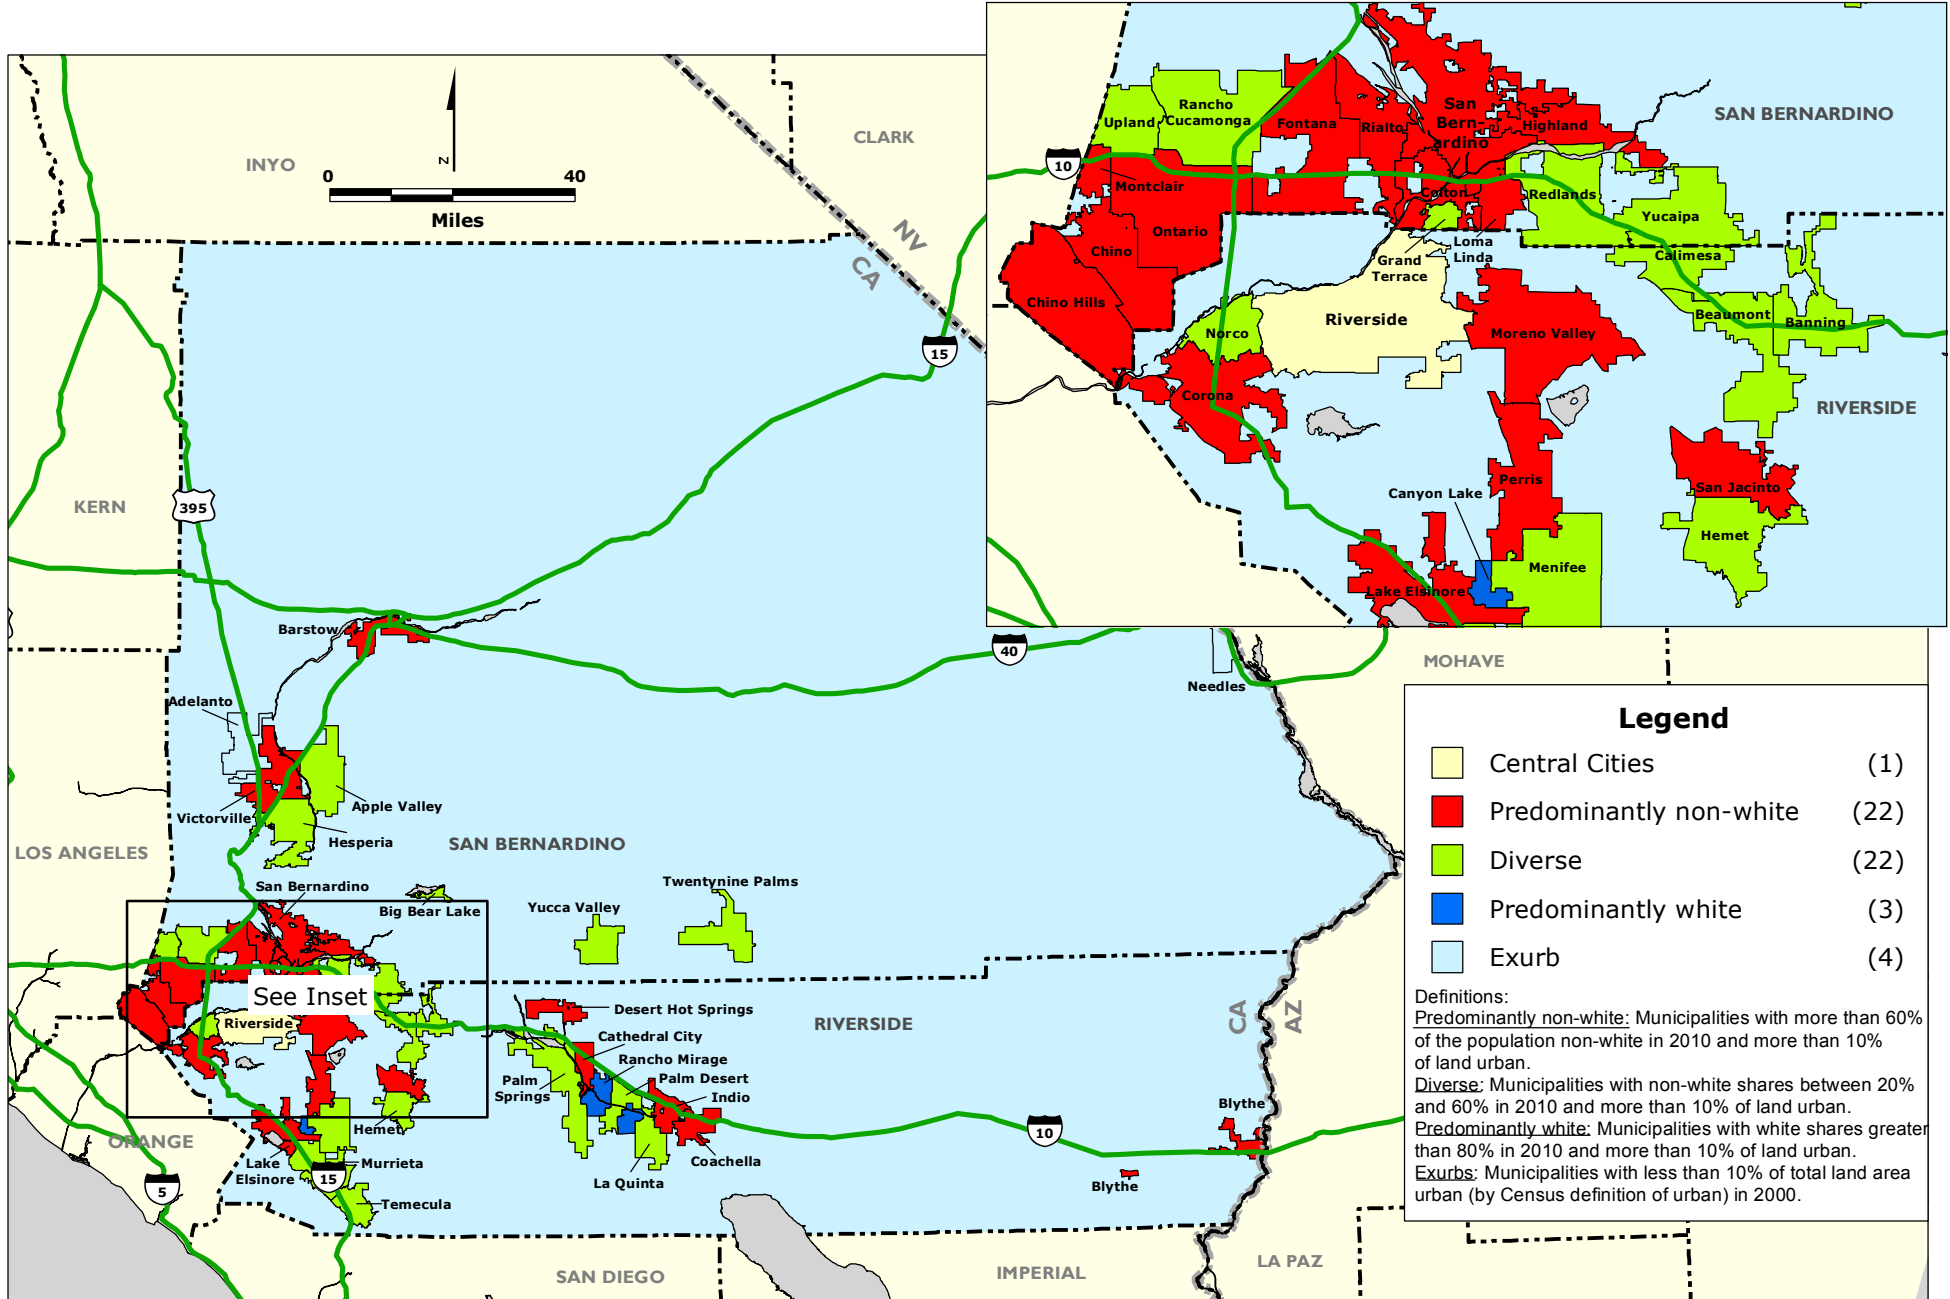 INYO
CLARK
NV
CA
N
0
40
Miles
15
395
KERN
40
Barstow
Needles
MOHAVE
Adelanto
Victorville
Apple Valley
Hesperia
LOS ANGELES
SAN BERNARDINO
San Bernardino
Big Bear Lake
Yucca Valley
Twentynine Palms
See Inset
Riverside
RIVERSIDE
Desert Hot Springs
Cathedral City
Rancho Mirage
Palm Desert
Indio
Palm
Springs
Coachella
La Quinta
Hemet
Murrieta
Lake
Elsinore
15
Temecula
ORANGE
5
10
Blythe
Blythe
CA
AZ
SAN DIEGO
IMPERIAL
LA PAZ
SAN BERNARDINO
Upland
Rancho
Cucamonga
Fontana
Rialto
San
Bern-
ardino
Highland
10
Montclair
Colton
Redlands
Yucaipa
Ontario
Chino
Grand
Terrace
Loma
Linda
Calimesa
Chino Hills
Riverside
Norco
Moreno Valley
Beaumont
Banning
Corona
RIVERSIDE
Perris
Canyon Lake
San Jacinto
Hemet
Menifee
Lake Elsinore
Legend
Central Cities (1)
Predominantly non-white (22)
Diverse (22)
Predominantly white (3)
Exurb (4)
Definitions:
Predominantly non-white: Municipalities with more than 60%
of the population non-white in 2010 and more than 10%
of land urban.
Diverse: Municipalities with non-white shares between 20%
and 60% in 2010 and more than 10% of land urban.
Predominantly white: Municipalities with white shares greater
than 80% in 2010 and more than 10% of land urban.
Exurbs: Municipalities with less than 10% of total land area
urban (by Census definition of urban) in 2000.